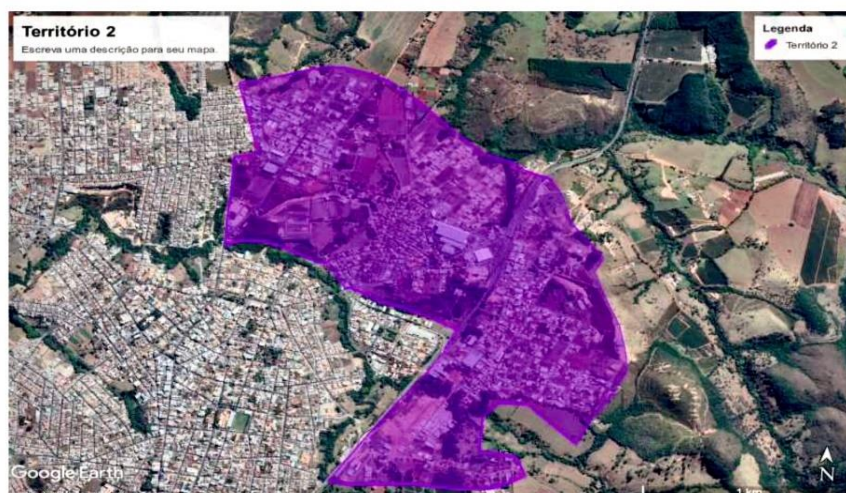 Território 2
Escreva uma descrição para seu mapa.
Legenda
Território 2
Google Earth
N